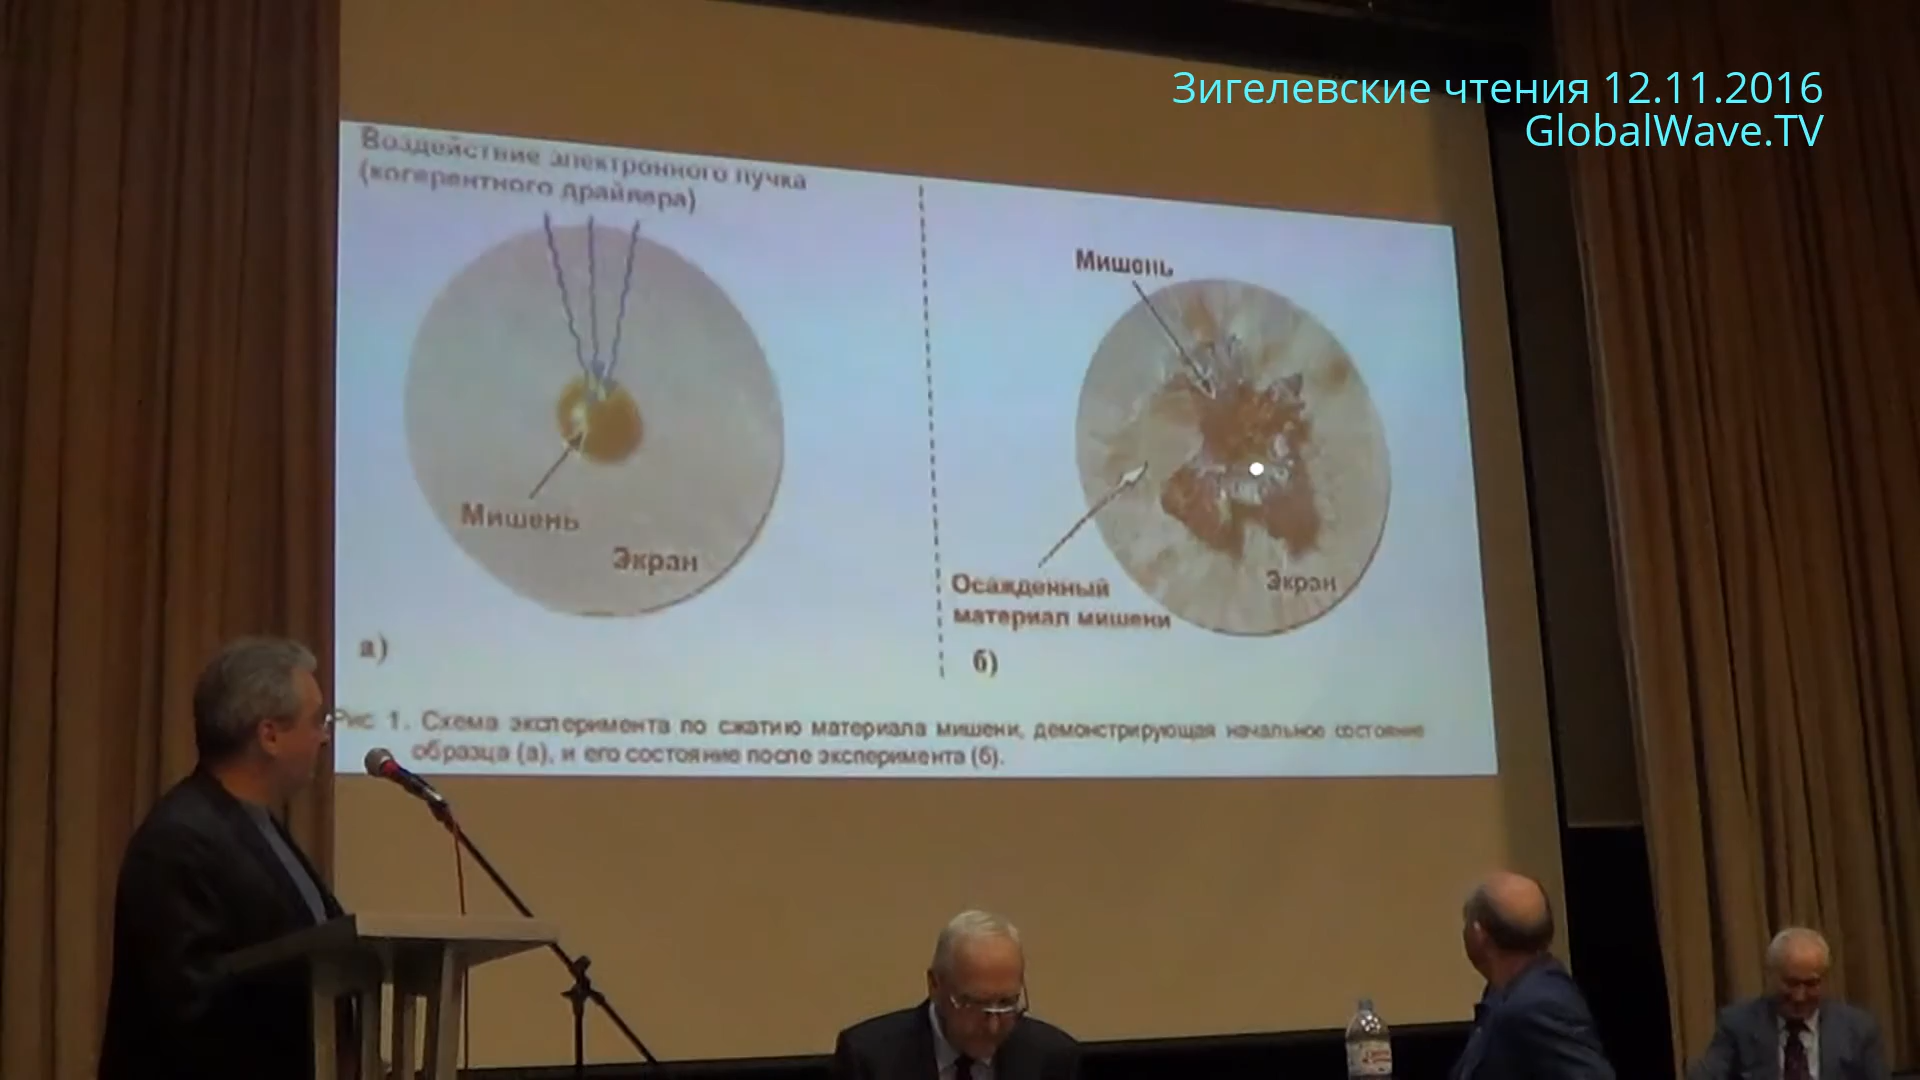 Зигелевские чтения 12.11.2016
GlobalWave.TV
Воздействие электронного пучка
(когерентного драйвера)
Мишень
Экран
а)
Мишень
Осажденный
материал мишени
Экран
б)
Рис 1. Схема эксперимента по сжатию материала мишени, демонстрирующая начальное состояние
образца (а), и его состояние после эксперимента (б).